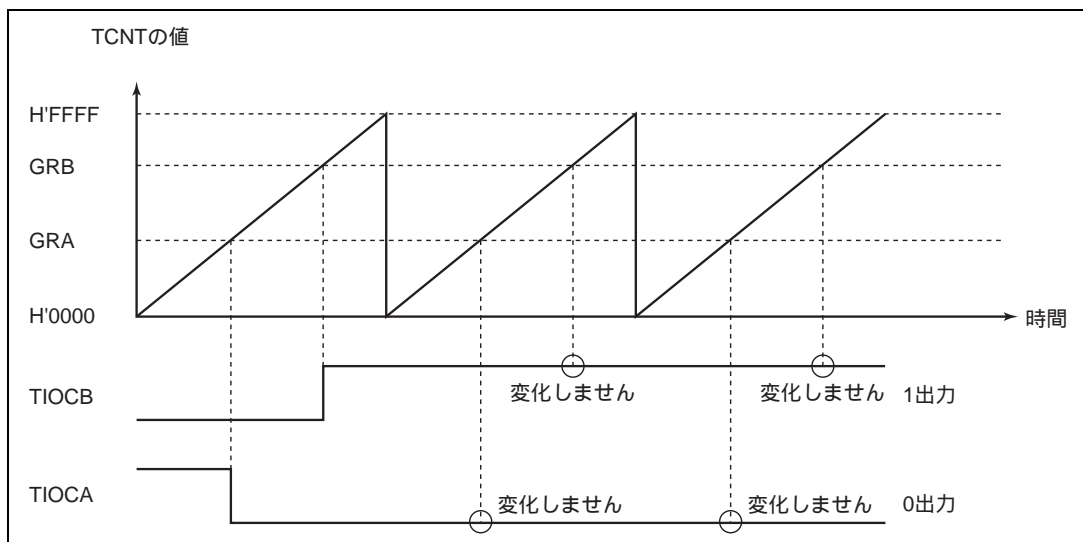 TCNTの値
H'FFFF
GRB
GRA
H'0000
時間
TIOCB
変化しません
変化しません
1出力
TIOCA
変化しません
変化しません
0出力